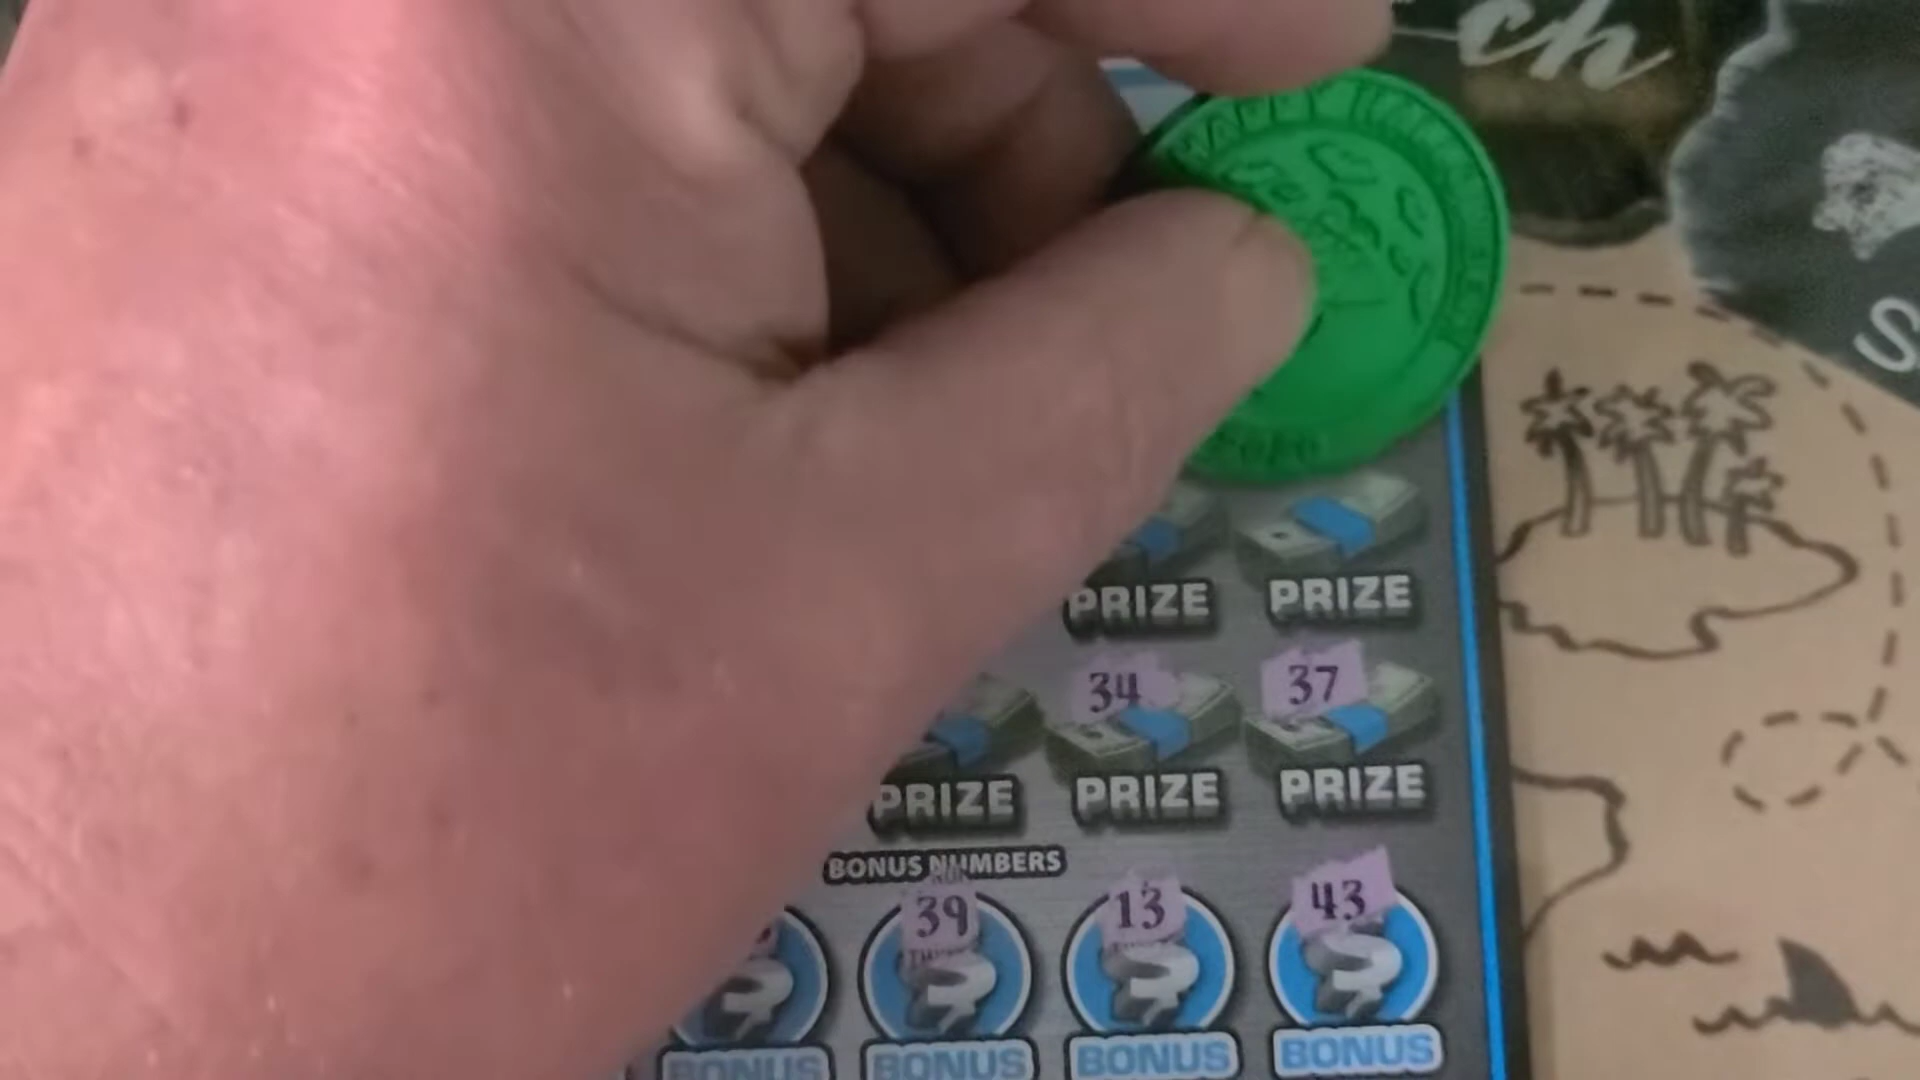 ch
S
PRIZE PRIZE
34 37
PRIZE PRIZE PRIZE
BONUS NUMBERS
39 13 43
BONUS BONUS BONUS BONUS